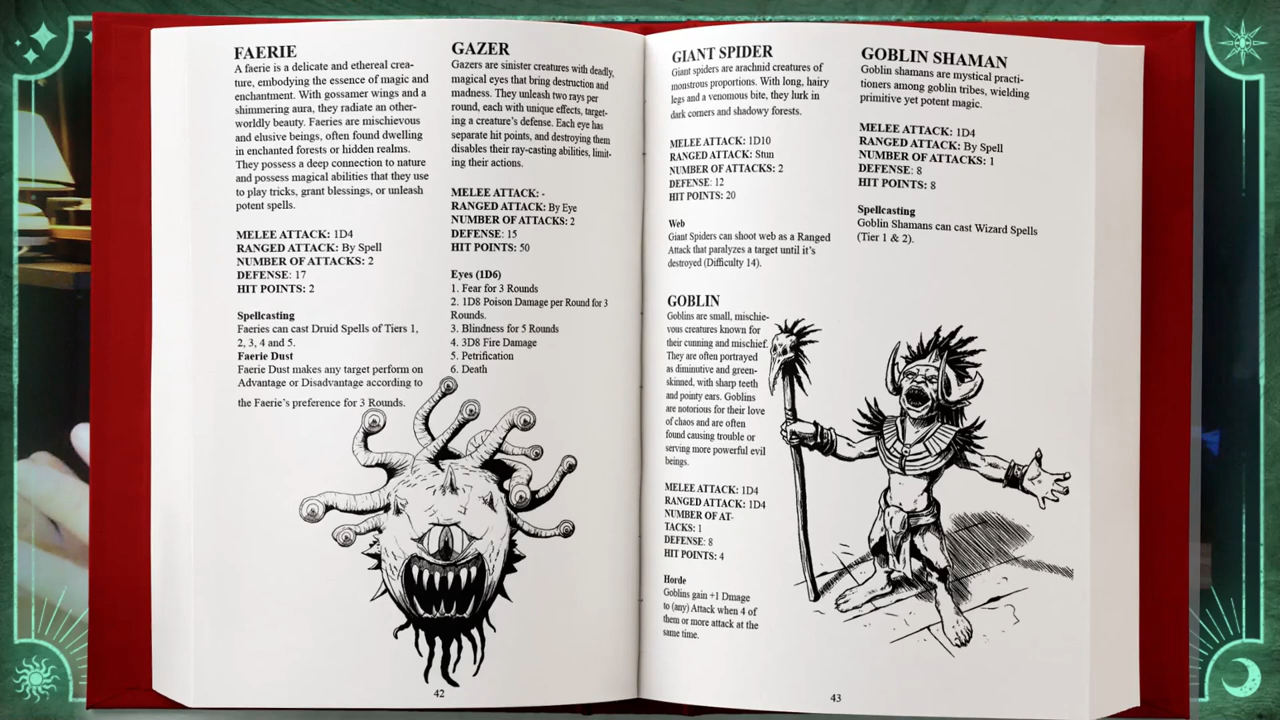 FAERIE
A faerie is a delicate and ethereal crea-
ture, embodying the essence of magic and
enchantment. With gossamer wings and a
shimmering aura, they radiate an other-
worldly beauty. Faeries are mischievous
and elusive beings, often found dwelling
in enchanted forests or hidden realms.
They possess a deep connection to nature
and possess magical abilities that they use
to play tricks, grant blessings, or unleash
potent spells.
MELEE ATTACK: 1D4
RANGED ATTACK: By Spell
NUMBER OF ATTACKS: 2
DEFENSE: 17
HIT POINTS: 2
Spellcasting
Faeries can cast Druid Spells of Tiers 1,
2, 3, 4 and 5.
Faerie Dust
Faerie Dust makes any target perform on
Advantage or Disadvantage according to
the Faerie's preference for 3 Rounds.
GAZER
Gazers are sinister creatures with deadly,
magical eyes that bring destruction and
madness. They unleash two rays per
round, each with unique effects, target-
ing a creature's defense. Each eye has
separate hit points, and destroying them
disables their ray-casting abilities, limit-
ing their actions.
MELEE ATTACK: -
RANGED ATTACK: By Eye
NUMBER OF ATTACKS: 2
DEFENSE: 15
HIT POINTS: 50
Eyes (1D6)
1. Fear for 3 Rounds
2. 1D8 Poison Damage per Round for 3
Rounds.
3. Blindness for 5 Rounds
4. 3D8 Fire Damage
5. Petrification
6. Death
42
GIANT SPIDER
Giant spiders are arachnid creatures of
monstrous proportions. With long, hairy
legs and a venomous bite, they lurk in
dark corners and shadowy forests.
MELEE ATTACK: 1D10
RANGED ATTACK: Stun
NUMBER OF ATTACKS: 2
DEFENSE: 12
HIT POINTS: 20
Web
Giant Spiders can shoot web as a Ranged
Attack that paralyzes a target until it's
destroyed (Difficulty 14).
GOBLIN
Goblins are small, mischie-
vous creatures known for
their cunning and mischief.
They are often portrayed
as diminutive and green-
skinned, with sharp teeth
and pointy ears. Goblins
are notorious for their love
of chaos and are often
found causing trouble or
serving more powerful evil
beings.
MELEE ATTACK: 1D4
RANGED ATTACK: 1D4
NUMBER OF AT-
TACKS: 1
DEFENSE: 8
HIT POINTS: 4
Horde
Goblins gain +1 Dmage
to (any) Attack when 4 of
them or more attack at the
same time.
GOBLIN SHAMAN
Goblin shamans are mystical practi-
tioners among goblin tribes, wielding
primitive yet potent magic.
MELEE ATTACK: 1D4
RANGED ATTACK: By Spell
NUMBER OF ATTACKS: 1
DEFENSE: 8
HIT POINTS: 8
Spellcasting
Goblin Shamans can cast Wizard Spells
(Tier 1 & 2).
43